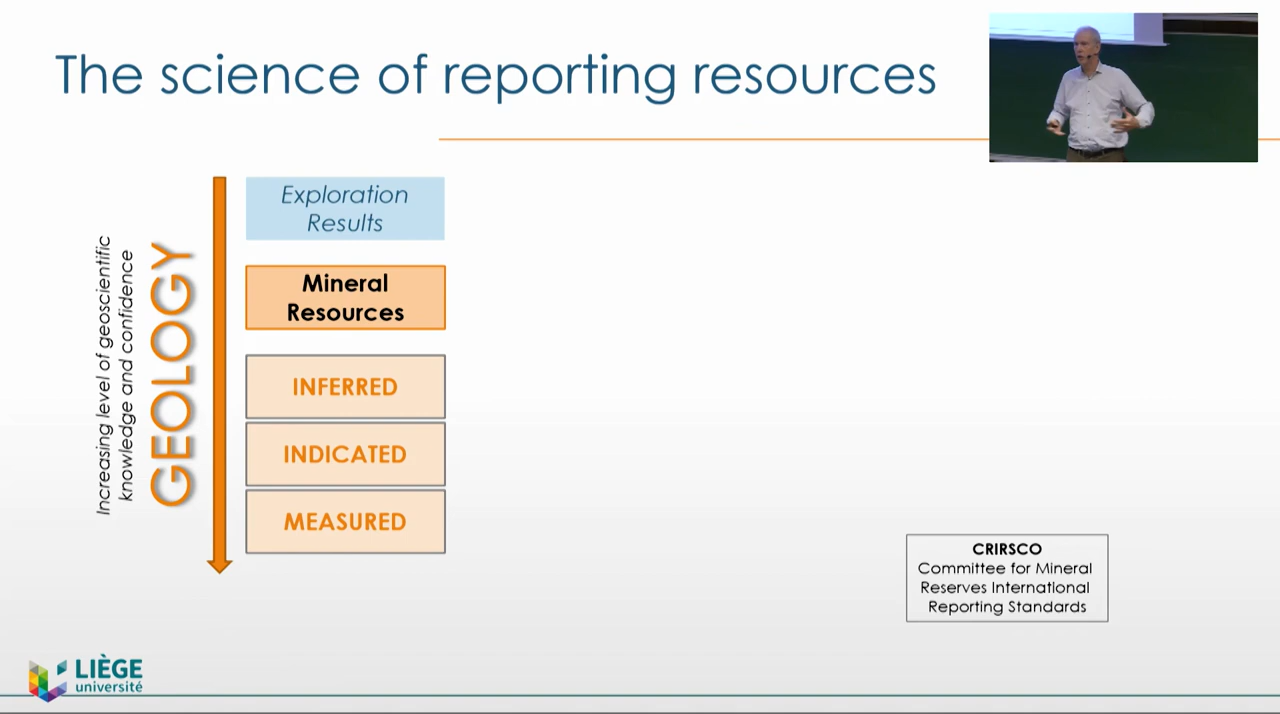 The science of reporting resources
Increasing level of geoscientific
knowledge and confidence
GEOLOGY
Exploration
Results
Mineral
Resources
INFERRED
INDICATED
MEASURED
CRIRSCO
Committee for Mineral
Reserves International
Reporting Standards
LIÈGE
université